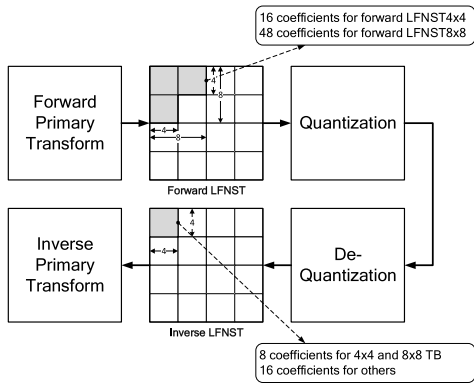 16 coefficients for forward LFNST4x4
48 coefficients for forward LFNST8x8
Forward
Primary
Transform
4
8
4
8
Forward LFNST
Quantization
Inverse
Primary
Transform
4
4
Inverse LFNST
De-
Quantization
8 coefficients for 4x4 and 8x8 TB
16 coefficients for others